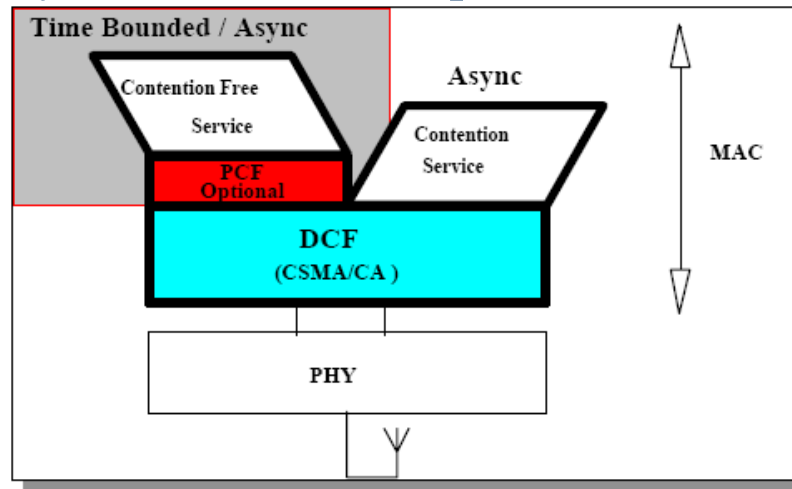 Time Bounded / Async
Contention Free
Service
Async
Contention
Service
MAC
PCF
Optional
DCF
(CSMA/CA )
PHY